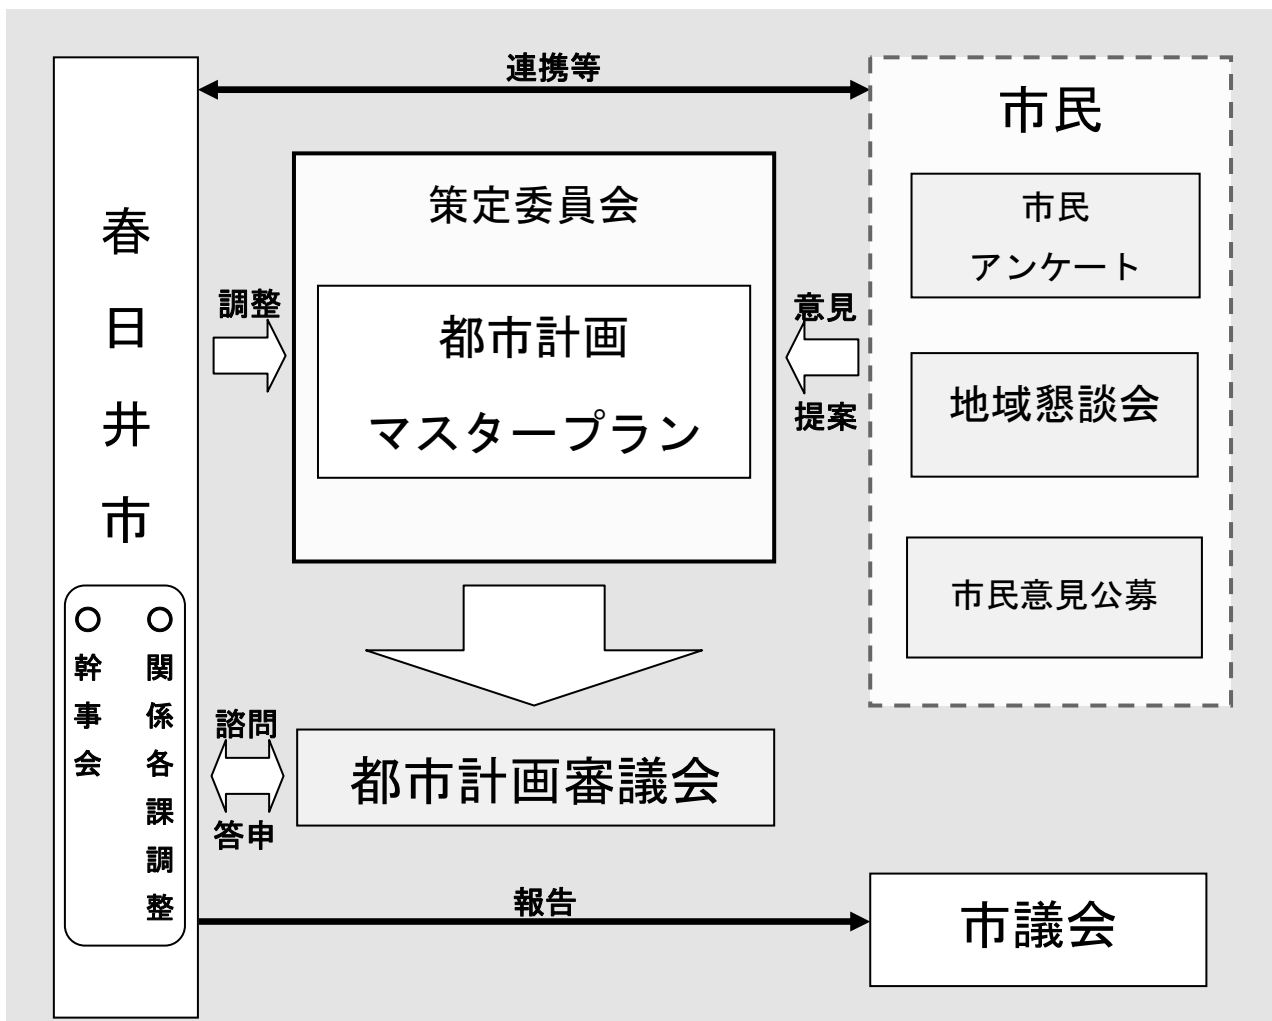 連携等
春日井市
○関係各課調整
○幹事会
調整
策定委員会
都市計画
マスタープラン
意見
提案
市民
市民
アンケート
地域懇談会
市民意見公募
諮問
答申
都市計画審議会
報告
市議会